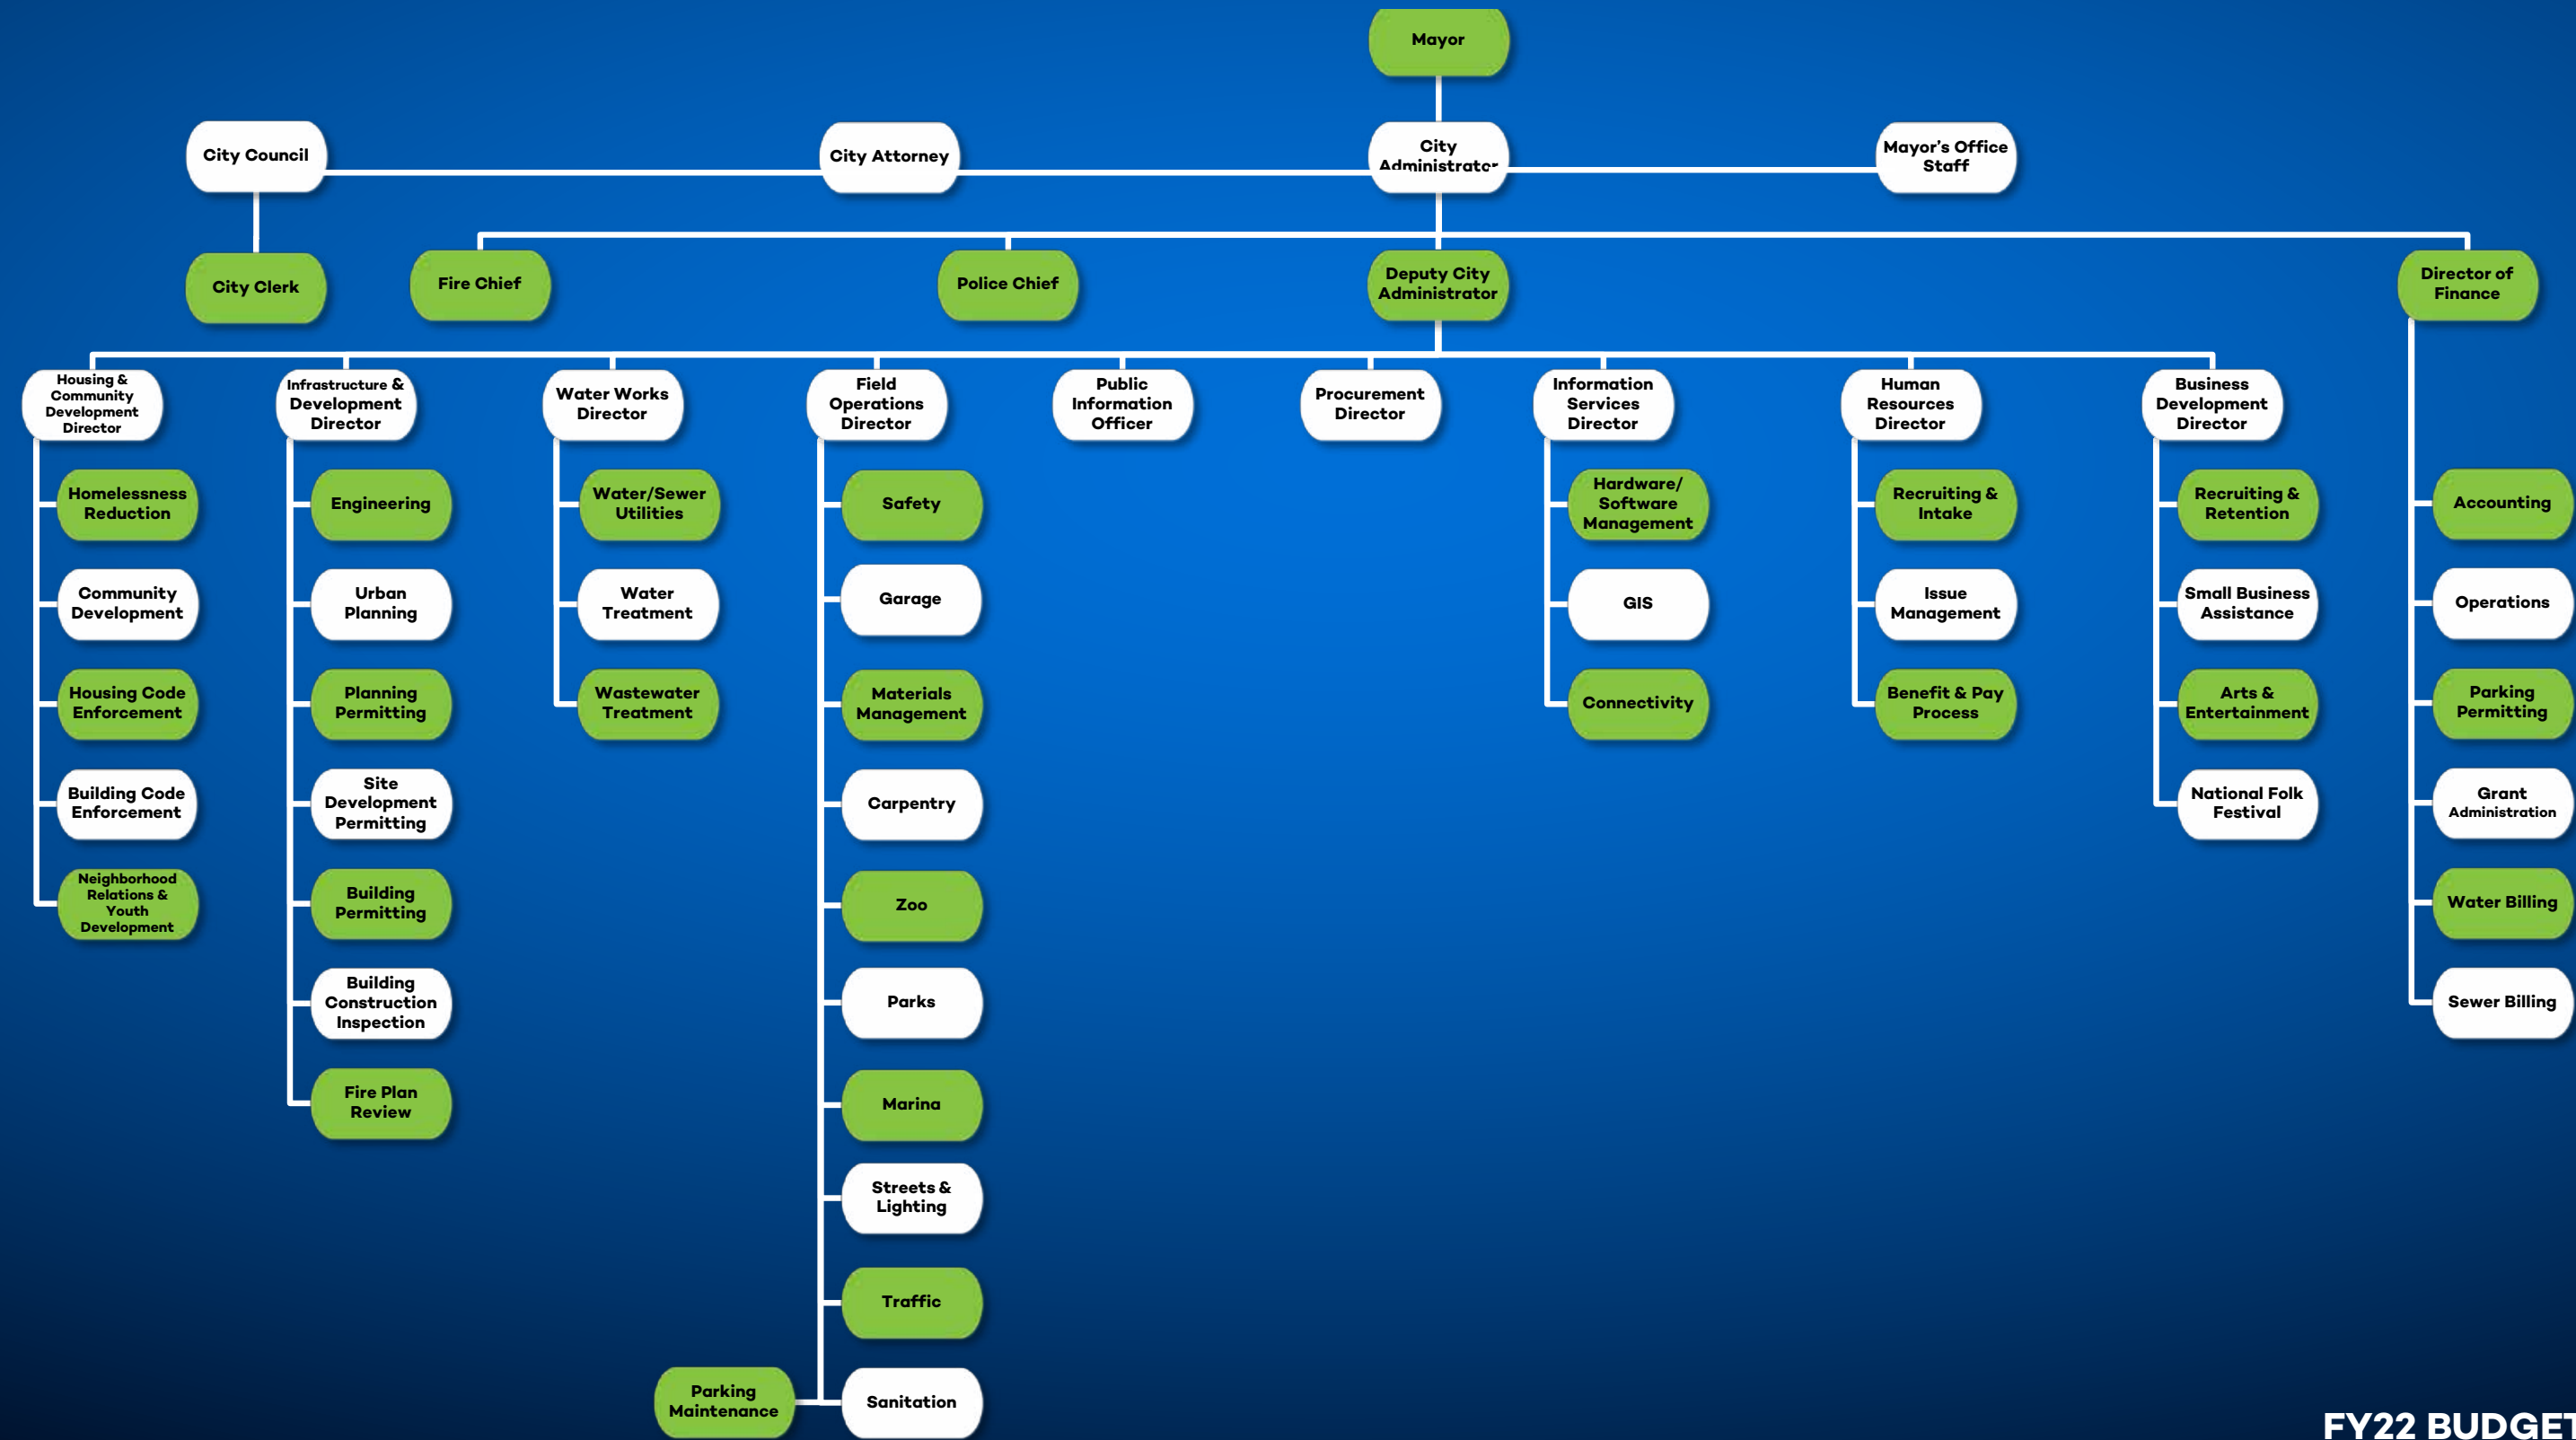 Mayor
City Council
City Attorney
City
Administrator
Mayor's Office
Staff
City Clerk
Fire Chief
Police Chief
Deputy City
Administrator
Director of
Finance
Housing &
Community
Development
Director
Infrastructure &
Development
Director
Water Works
Director
Field
Operations
Director
Public
Information
Officer
Procurement
Director
Information
Services
Director
Human
Resources
Director
Business
Development
Director
Homelessness
Reduction
Community
Development
Housing Code
Enforcement
Building Code
Enforcement
Neighborhood
Relations &
Youth
Development
Engineering
Urban
Planning
Planning
Permitting
Site
Development
Permitting
Building
Permitting
Building
Construction
Inspection
Fire Plan
Review
Water/Sewer
Utilities
Water
Treatment
Wastewater
Treatment
Safety
Garage
Materials
Management
Carpentry
Zoo
Parks
Marina
Streets &
Lighting
Traffic
Parking
Maintenance
Sanitation
Hardware/
Software
Management
GIS
Connectivity
Recruiting &
Intake
Issue
Management
Benefit & Pay
Process
Recruiting &
Retention
Small Business
Assistance
Arts &
Entertainment
National Folk
Festival
Accounting
Operations
Parking
Permitting
Grant
Administration
Water Billing
Sewer Billing
FY22 BUDGET